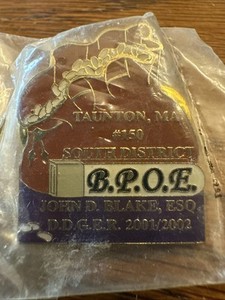 TAUNTON, MA.
#150
SOUTH DISTRICT
B.P.O.E.
JOHN D. BLAKE, ESQ
D.D.G.E.R. 2001/2002